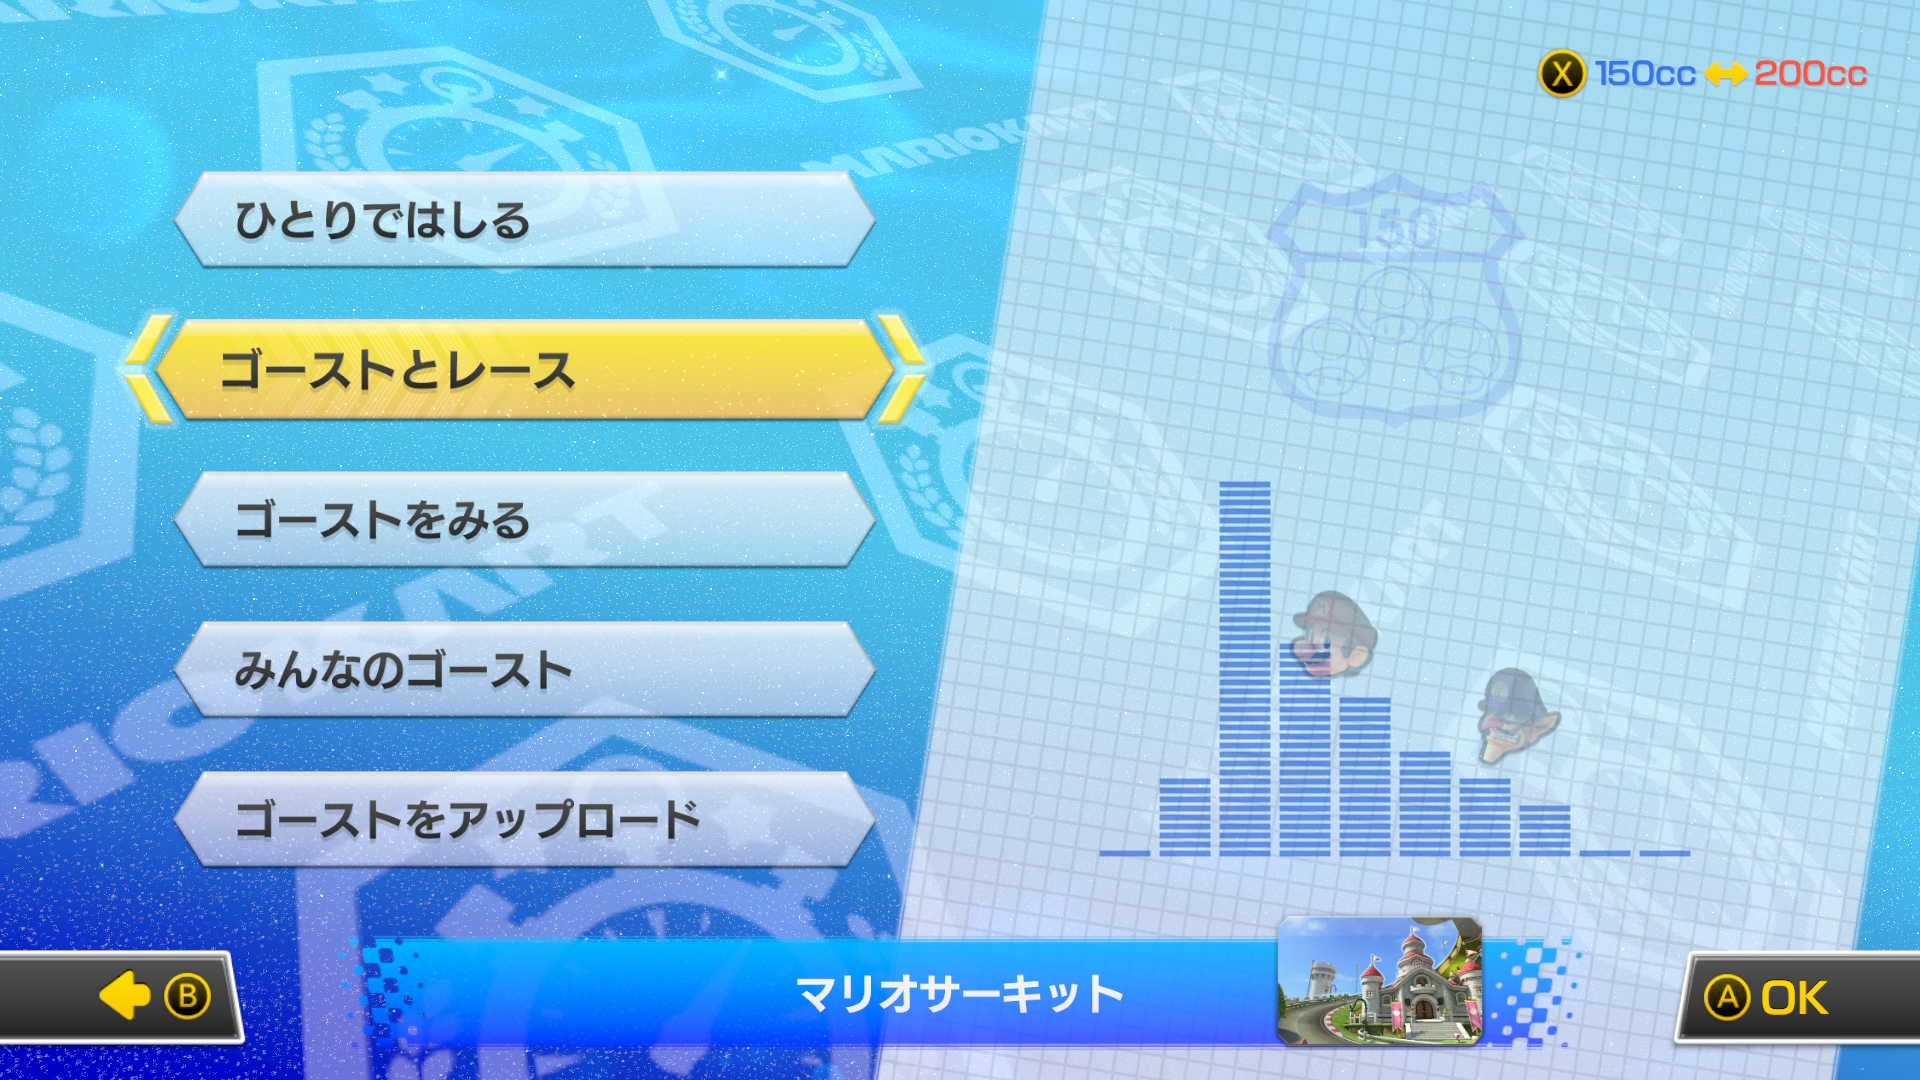 150cc 200cc
150
ひとりではしる
ゴーストとレース
ゴーストをみる
みんなのゴースト
ゴーストをアップロード
マリオサーキット
B
A OK
X
MARIOKART